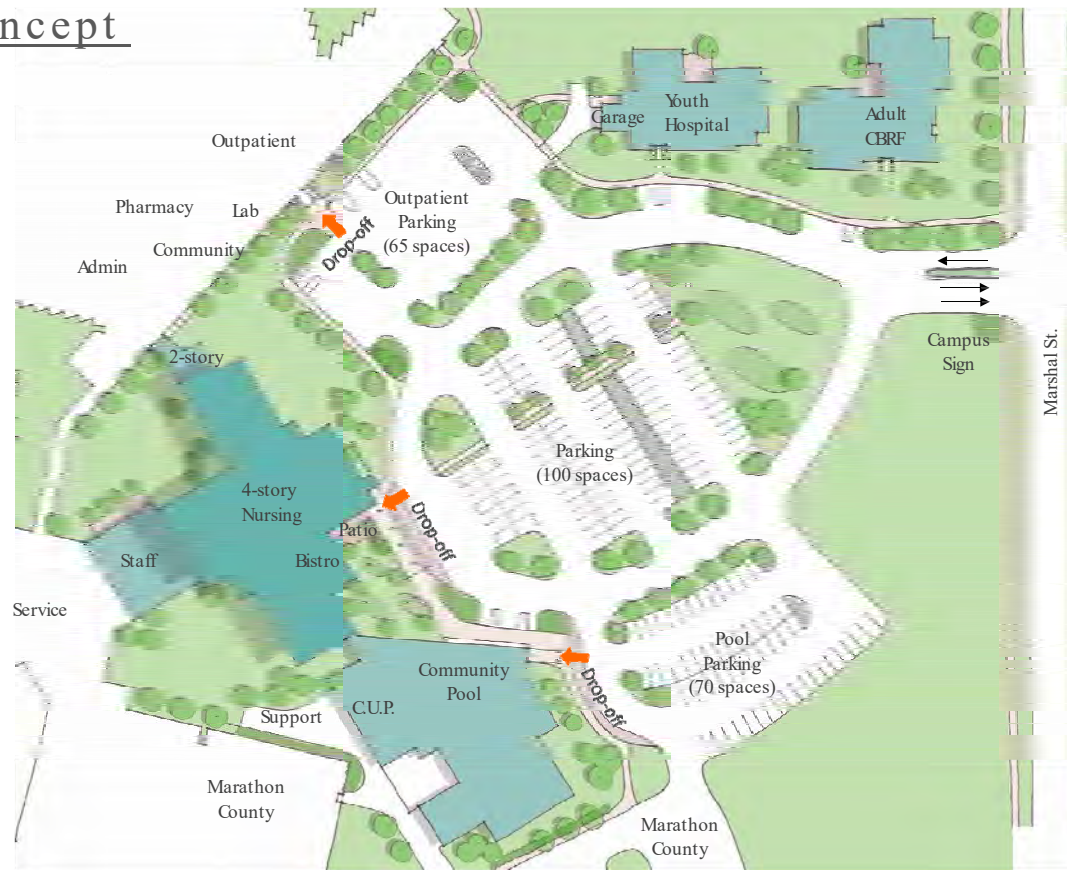 ncept
Youth
Hospital
Garage
Adult
CBRF
Outpatient
Pharmacy
Lab
Community
Admin
Outpatient
Parking
(65 spaces)
Drop-off
Campus
Sign
Marshal St.
2-story
Parking
(100 spaces)
4-story
Nursing
Patio
Drop-off
Staff
Bistro
Service
Community
Pool
Pool
Parking
(70 spaces)
Drop-off
C.U.P.
Support
Marathon
County
Marathon
County